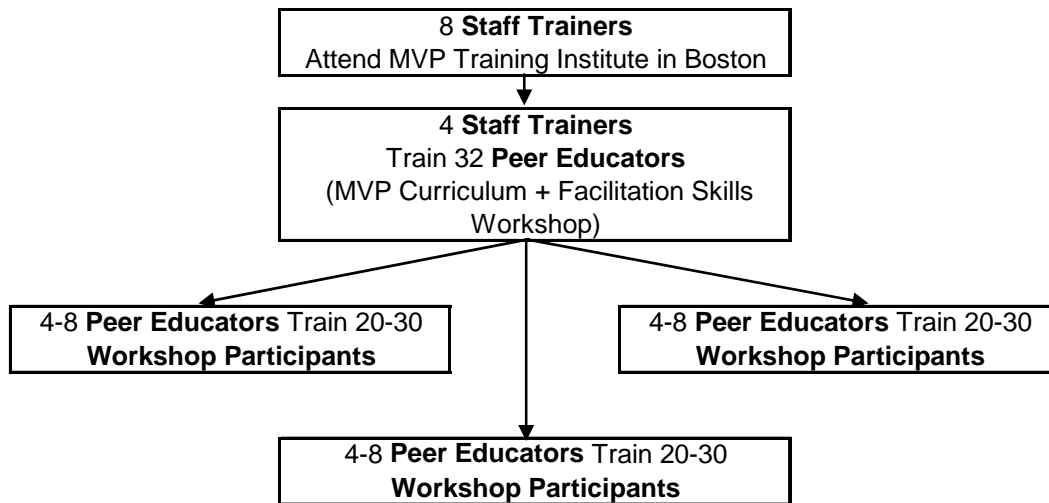 8 Staff Trainers
Attend MVP Training Institute in Boston
4 Staff Trainers
Train 32 Peer Educators
(MVP Curriculum + Facilitation Skills
Workshop)
4-8 Peer Educators Train 20-30
Workshop Participants
4-8 Peer Educators Train 20-30
Workshop Participants
4-8 Peer Educators Train 20-30
Workshop Participants